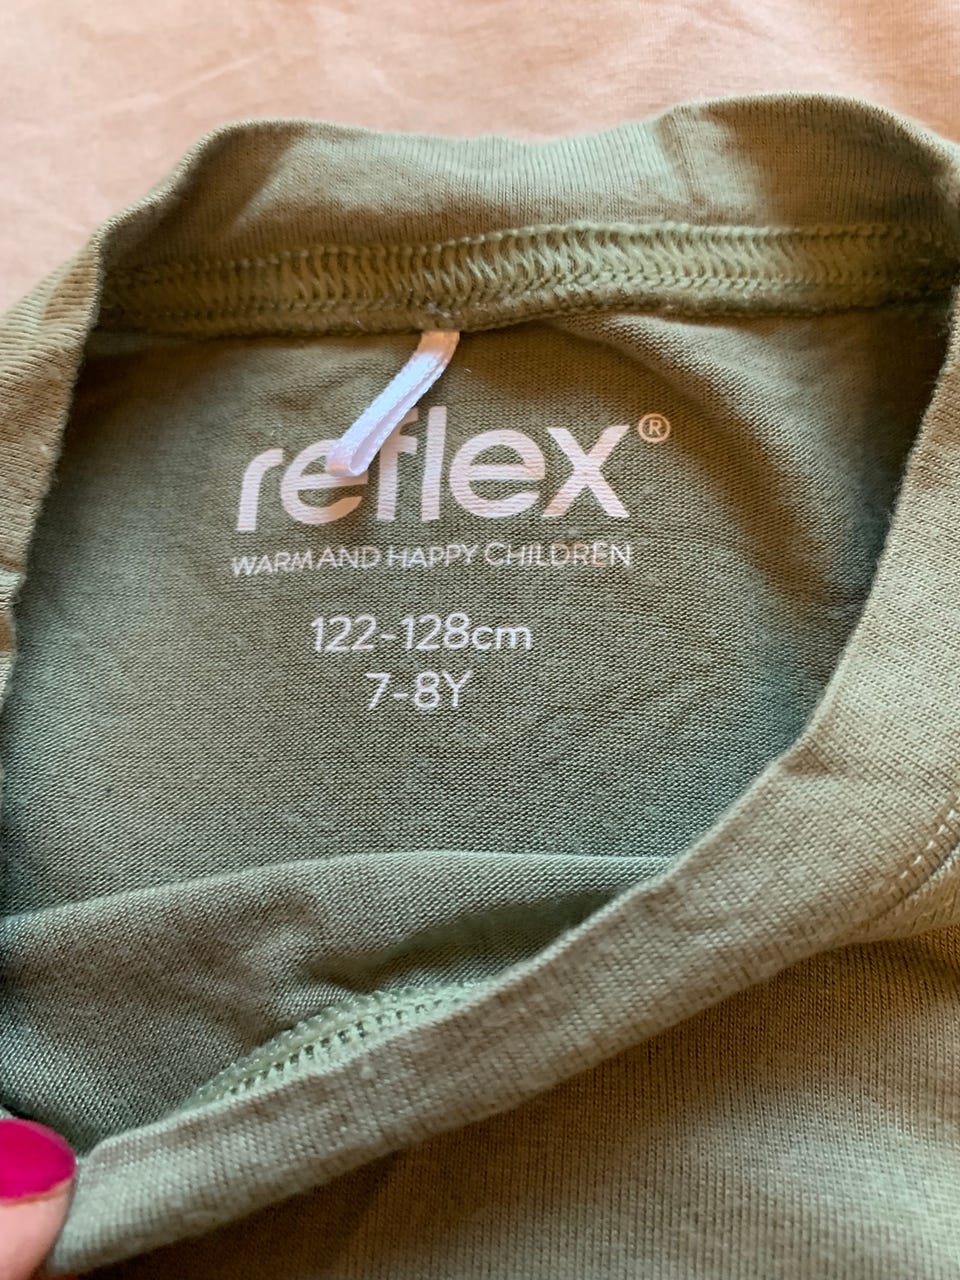 reflex®
WARM AND HAPPY CHILDREN
122-128cm
7-8Y